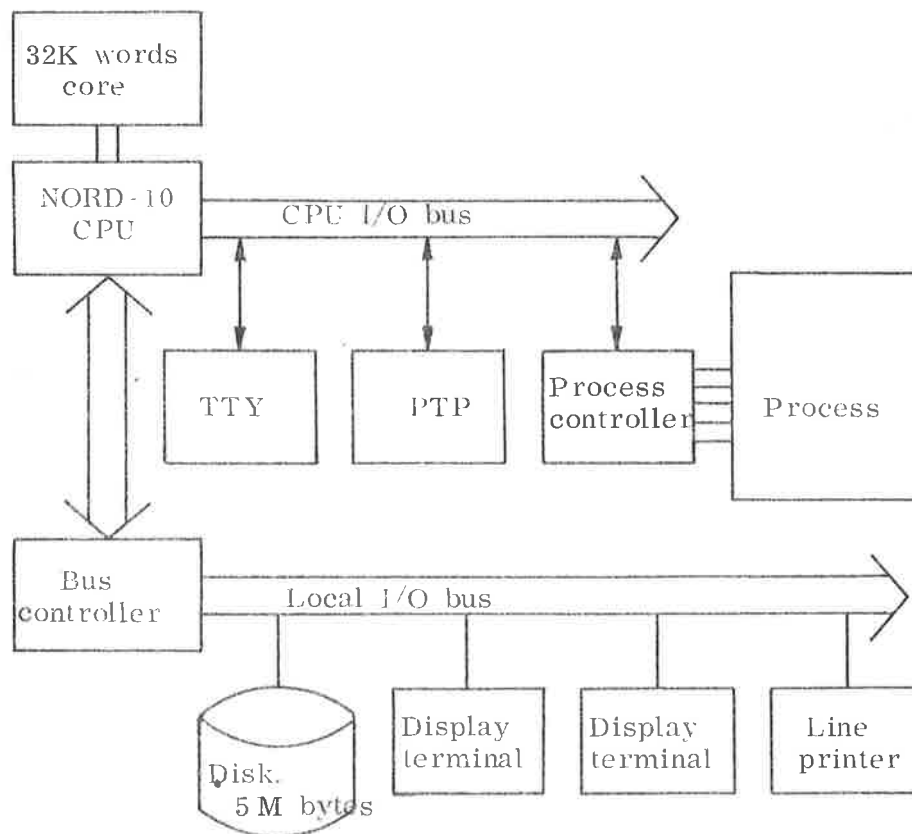 32K words
core
NORD-10
CPU
CPU I/O bus
TTY
PTP
Process
controller
Process
Bus
controller
Local I/O bus
Disk.
5 M bytes
Display
terminal
Display
terminal
Line
printer